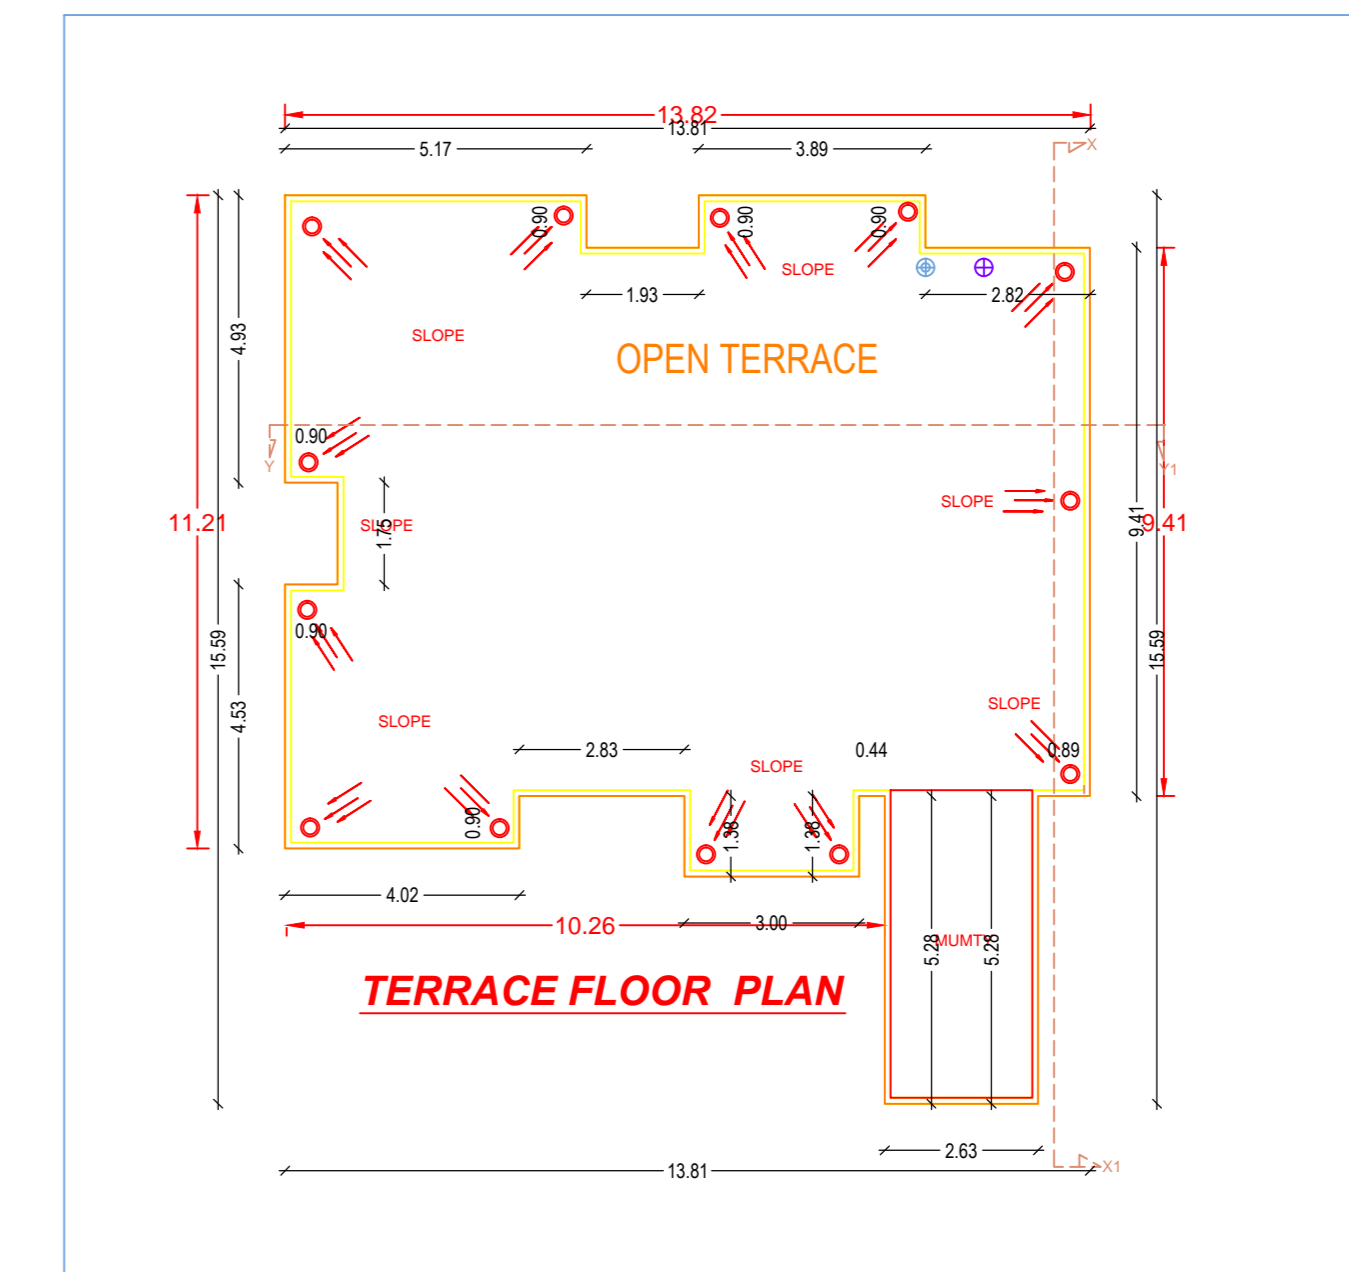 13.82
13.81
5.17
3.89
X
0.90
0.90
0.90
SLOPE
1.93
2.82
4.93
SLOPE
OPEN TERRACE
0.90
Y
Y1
SLOPE
11.21
SLOPE
1.75
9.41
9.41
0.90
15.59
15.59
4.53
SLOPE
SLOPE
2.83
0.44
0.89
SLOPE
0.90
1.38
1.38
4.02
10.26
3.00
MUMTY
5.28
5.28
TERRACE FLOOR PLAN
2.63
13.81
X1